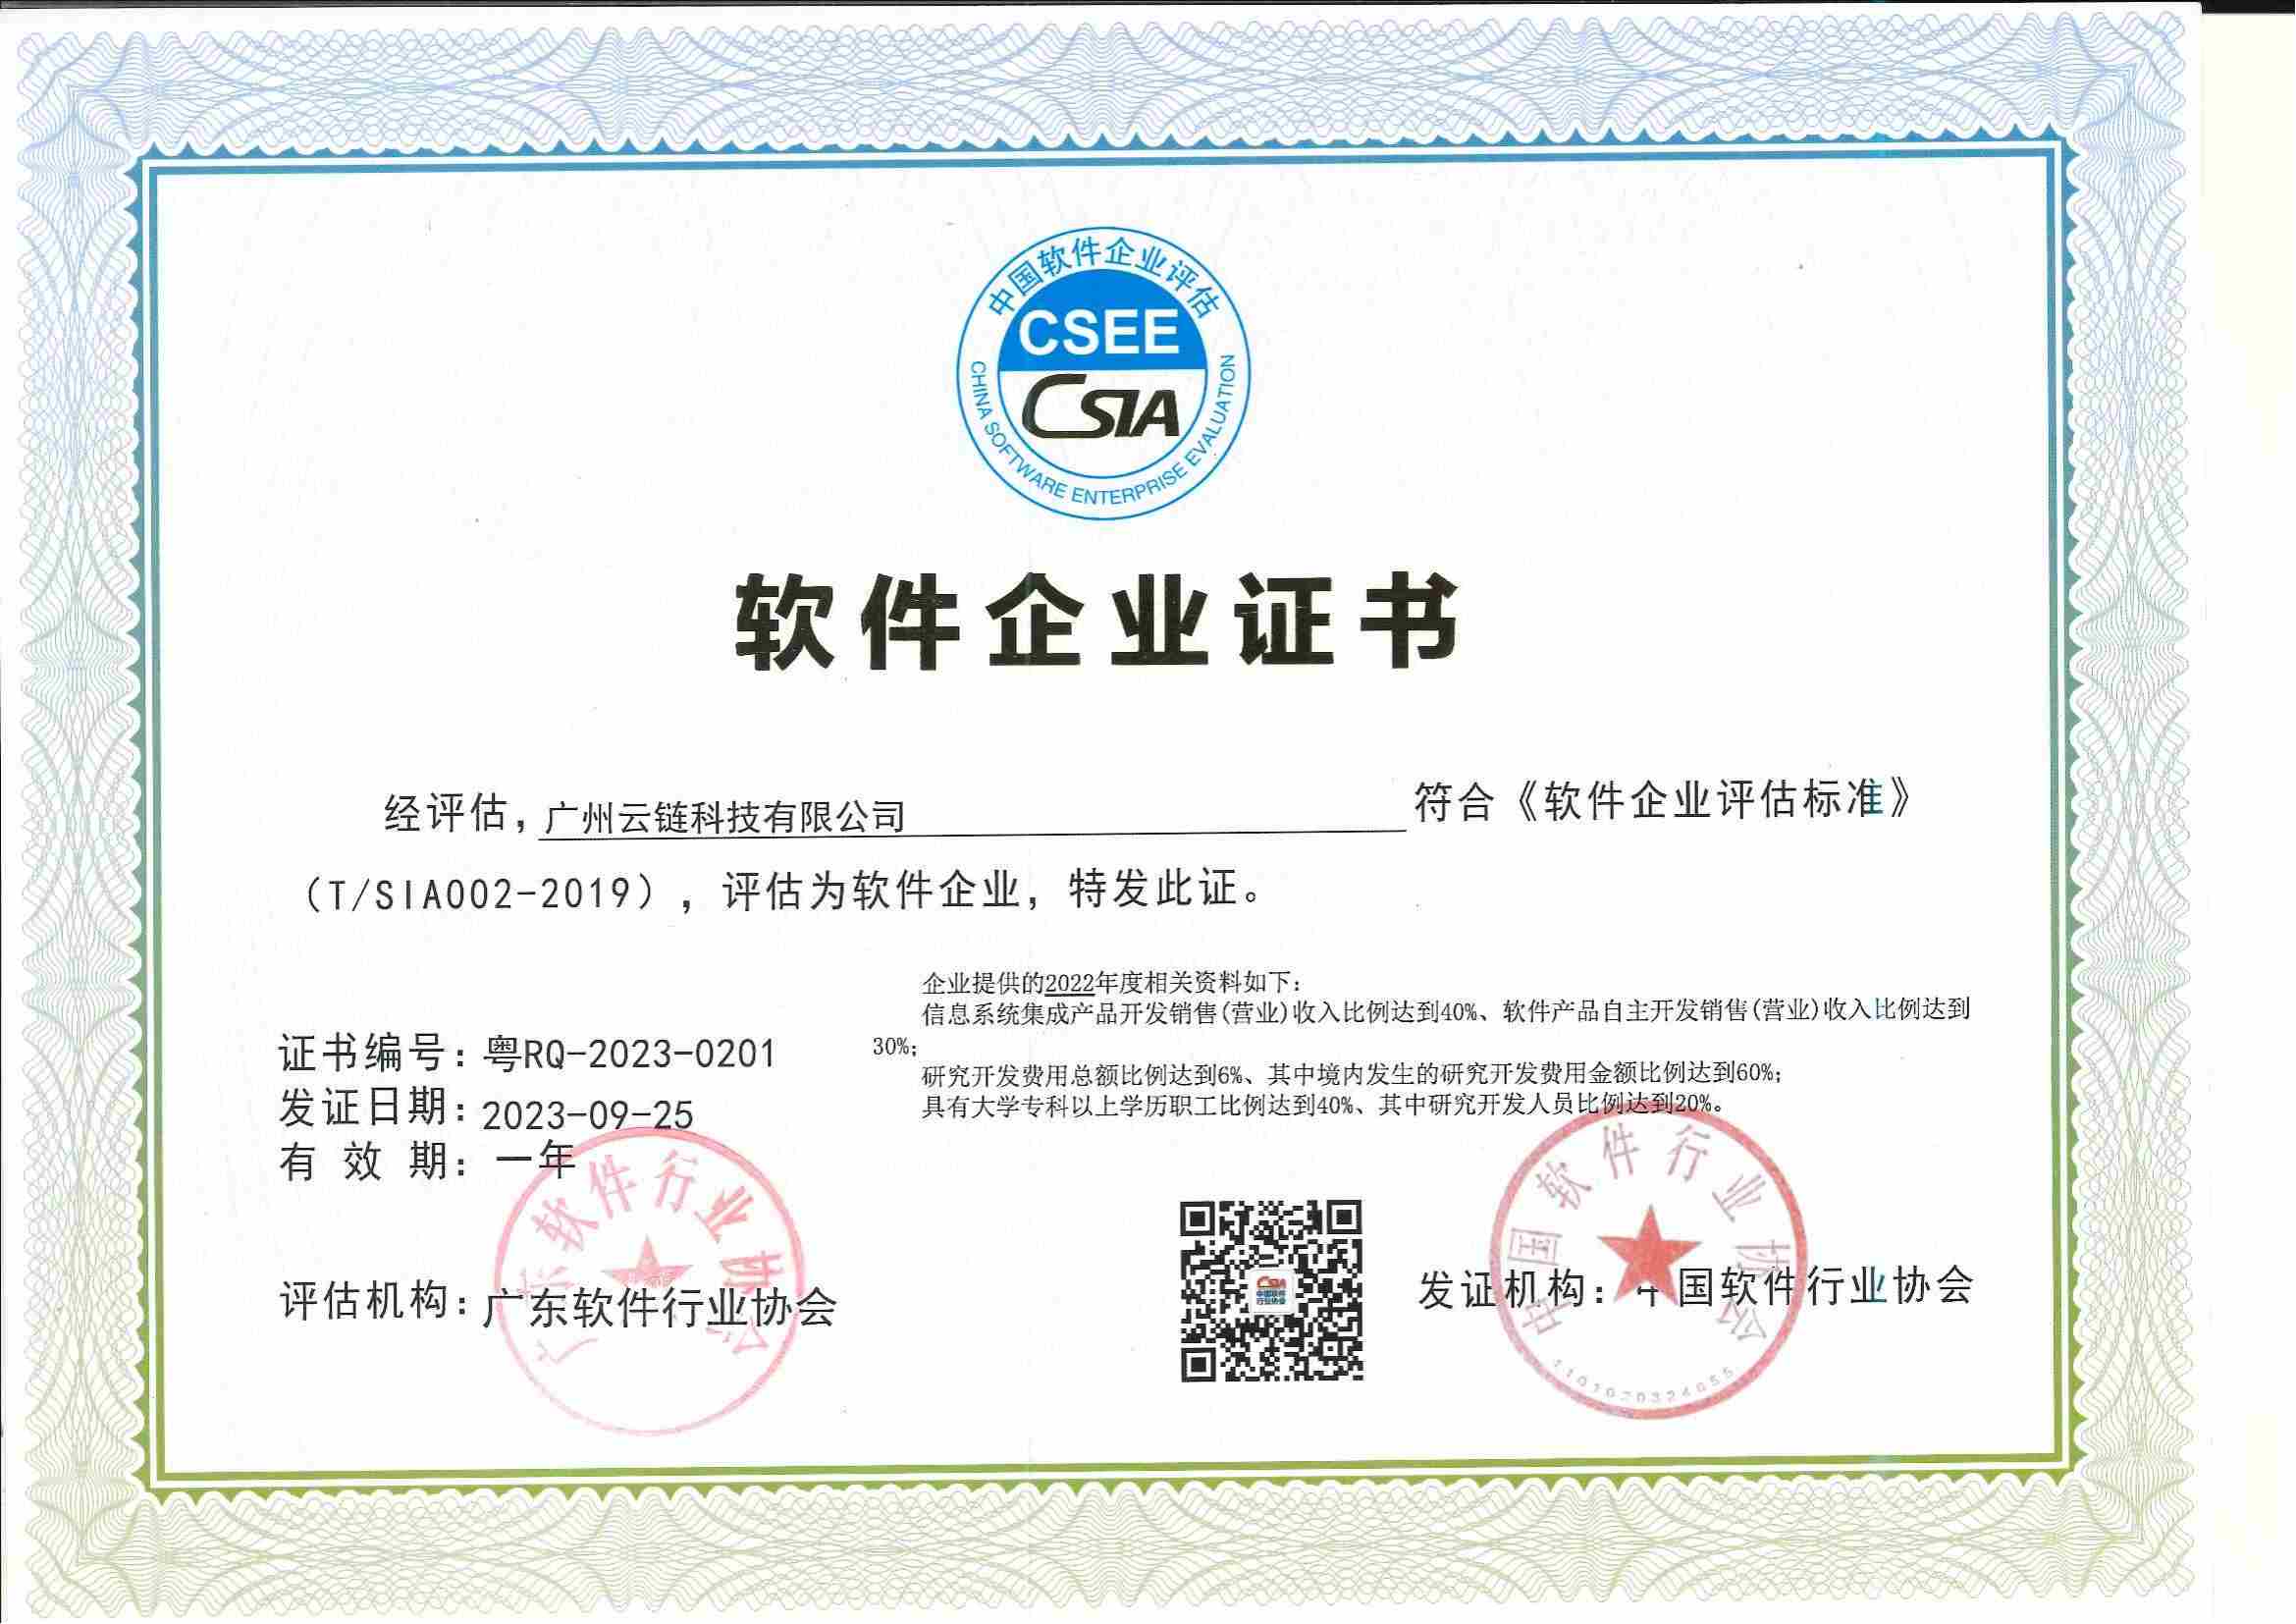 中国软件企业评估
CSEE
CSIA
CHINA SOFTWARE ENTERPRISE EVALUATION
软件企业证书
经评估，广州云链科技有限公司 符合《软件企业评估标准》
（T/SIA002-2019），评估为软件企业，特发此证。
企业提供的2022年度相关资料如下：
信息系统集成产品开发销售(营业)收入比例达到40%、软件产品自主开发销售(营业)收入比例达到
30%；
研究开发费用总额比例达到6%、其中境内发生的研究开发费用金额比例达到60%；
具有大学专科以上学历职工比例达到40%、其中研究开发人员比例达到20%。
证书编号：粤RQ-2023-0201
发证日期：2023-09-25
有效期：一年
评估机构：广东软件行业协会
广东软件行业协会
CSIA
中国软件
行业协会
发证机构：中国软件行业协会
中国软件行业协会